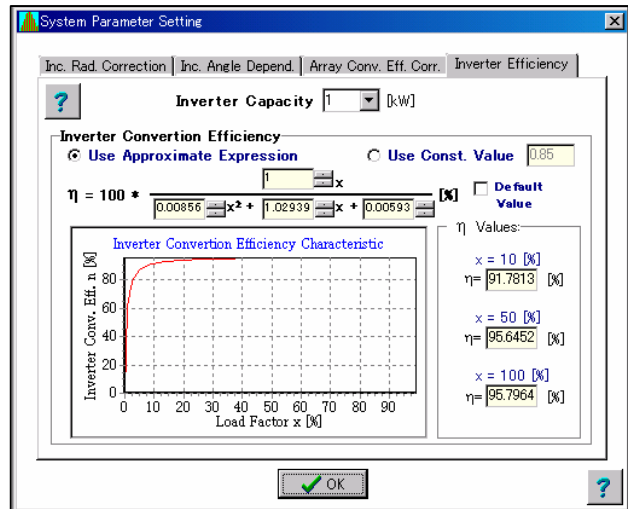 System Parameter Setting
Inc. Rad. Correction Inc. Angle Depend. Array Conv. Eff. Corr. Inverter Efficiency
? Inverter Capacity 1 [kW]
Inverter Convertion Efficiency
Use Approximate Expression Use Const. Value 0.85
1 x
η = 100 * [%] Default Value
0.00856 x² + 1.02939 x + 0.00593
Inverter Convertion Efficiency Characteristic
Inverter Conv. Eff. n [%]
80
60
40
20
0
0 10 20 30 40 50 60 70 80 90
Load Factor x [%]
η Values:
x = 10 [%]
η= 91.7813 [%]
x = 50 [%]
η= 95.6452 [%]
x = 100 [%]
η= 95.7964 [%]
OK
?